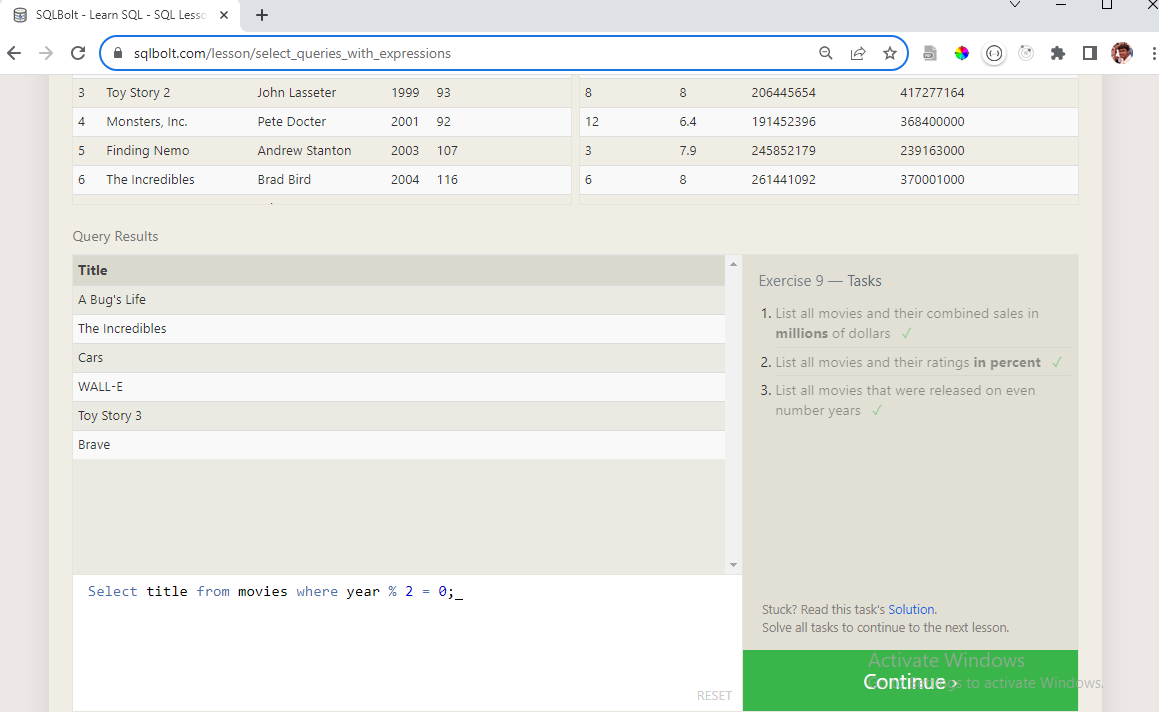 SQLBolt - Learn SQL - SQL Lesso
sqlbolt.com/lesson/select_queries_with_expressions
3 Toy Story 2 John Lasseter 1999 93 8 8 206445654 417277164
4 Monsters, Inc. Pete Docter 2001 92 12 6.4 191452396 368400000
5 Finding Nemo Andrew Stanton 2003 107 3 7.9 245852179 239163000
6 The Incredibles Brad Bird 2004 116 6 8 261441092 370001000
Query Results
Title
A Bug's Life
The Incredibles
Cars
WALL-E
Toy Story 3
Brave
Exercise 9 — Tasks
1. List all movies and their combined sales in
millions of dollars ✓
2. List all movies and their ratings in percent ✓
3. List all movies that were released on even
number years ✓
Select title from movies where year % 2 = 0;_
RESET
Stuck? Read this task's Solution.
Solve all tasks to continue to the next lesson.
Continue ›
Activate Windows
Go to Settings to activate Windows.